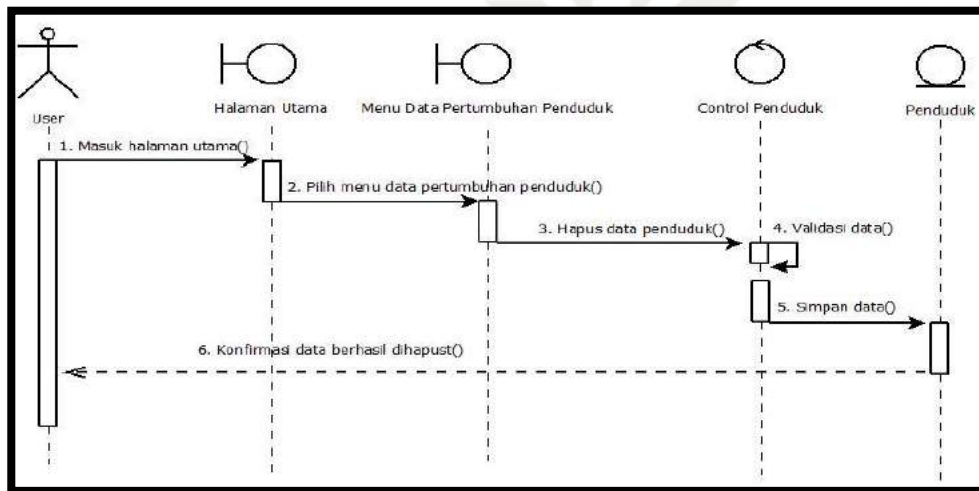 User
Halaman Utama
Menu Data Pertumbuhan Penduduk
Control Penduduk
Penduduk
1. Masuk halaman utama()
2. Pilih menu data pertumbuhan penduduk()
3. Hapus data penduduk()
4. Validasi data()
5. Simpan data()
6. Konfirmasi data berhasil dihapust()